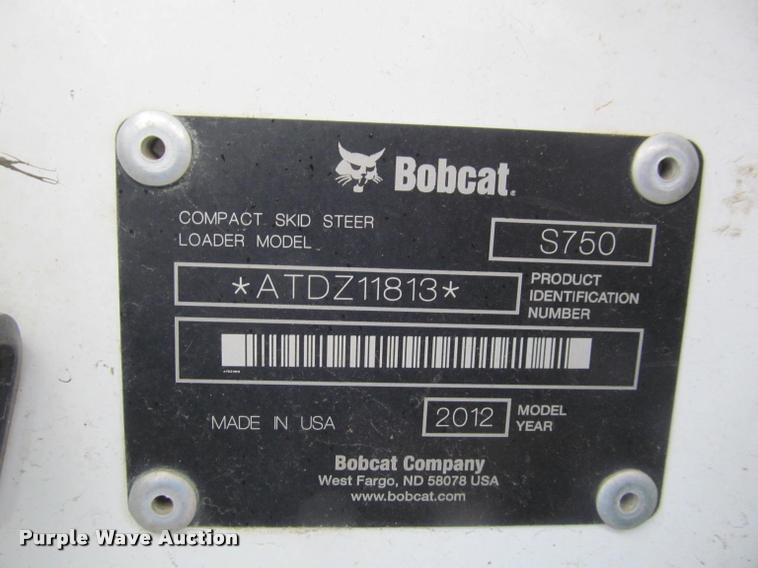 Bobcat.
COMPACT SKID STEER
LOADER MODEL
S750
*ATDZ11813*
PRODUCT
IDENTIFICATION
NUMBER
MADE IN USA
2012
MODEL
YEAR
Bobcat Company
West Fargo, ND 58078 USA
www.bobcat.com
Purple Wave Auction